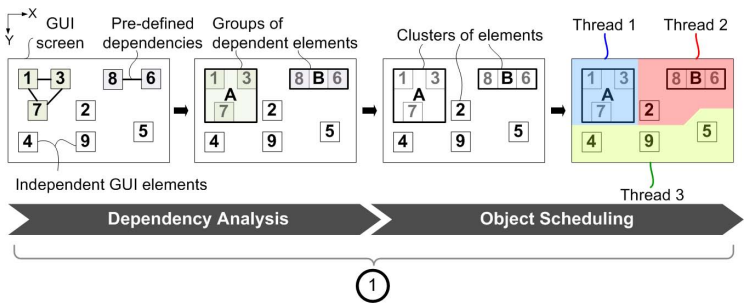 X
Y
GUI screen
Pre-defined dependencies
Groups of dependent elements
Clusters of elements
Thread 1
Thread 2
1 3 8 6
7
2
4 9 5
1 3 8 B 6
A
7
2
4 9 5
1 3 8 B 6
A
7
2
4 9 5
1 3 8 B 6
A
7
2
4 9 5
Independent GUI elements
Thread 3
Dependency Analysis
Object Scheduling
1